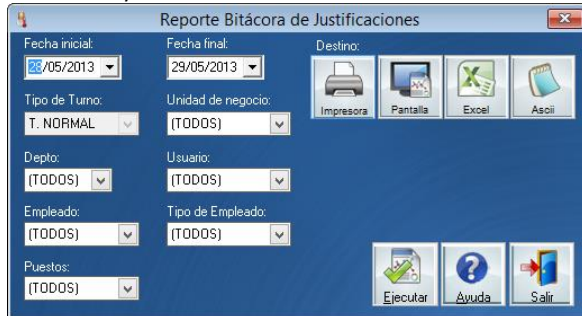 Reporte Bitácora de Justificaciones
Fecha inicial: Fecha final: Destino:
28/05/2013 29/05/2013
Impresora Pantalla Excel Ascii
Tipo de Turno: Unidad de negocio:
T. NORMAL (TODOS)
Depto: Usuario:
(TODOS) (TODOS)
Empleado: Tipo de Empleado:
(TODOS) (TODOS)
Puestos:
(TODOS)
Ejecutar Ayuda Salir